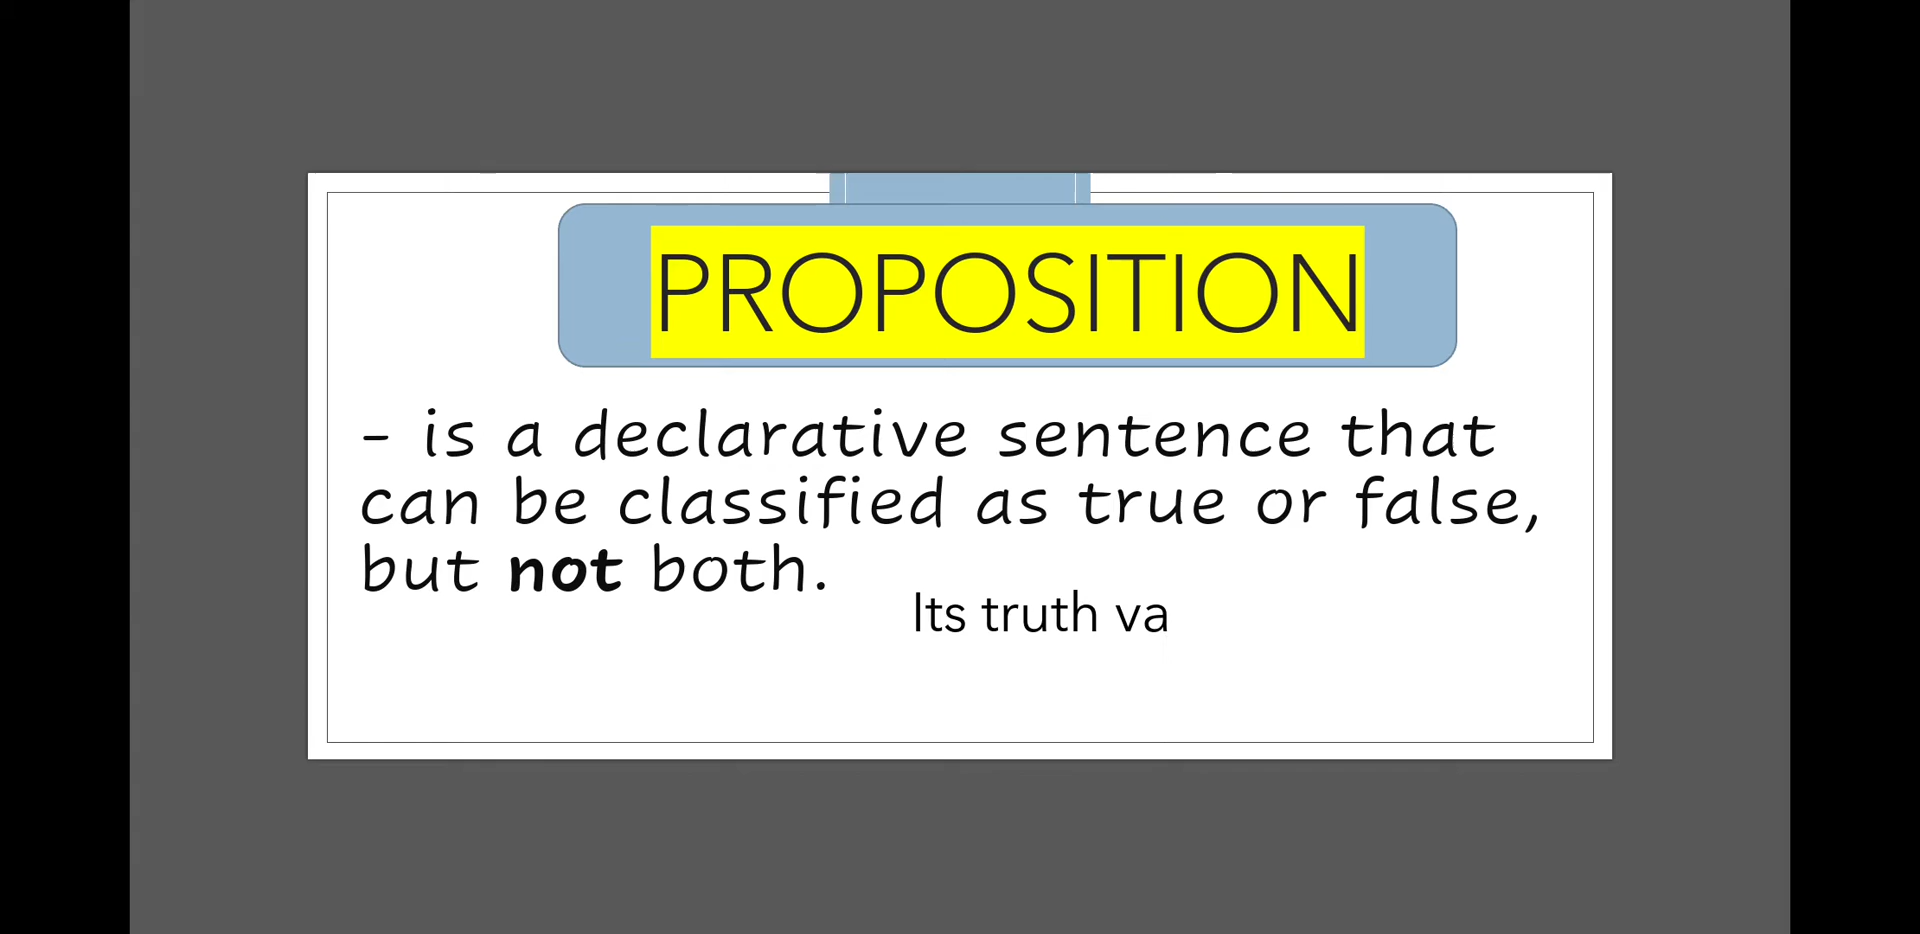 PROPOSITION
- is a declarative sentence that
can be classified as true or false,
but not both.
Its truth va